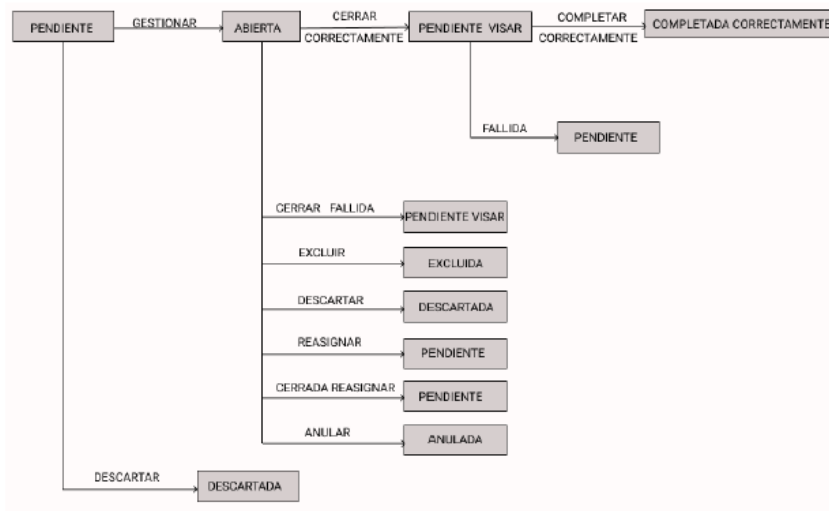 PENDIENTE
GESTIONAR
ABIERTA
CERRAR
CORRECTAMENTE
PENDIENTE VISAR
COMPLETAR
CORRECTAMENTE
COMPLETADA CORRECTAMENTE
FALLIDA
PENDIENTE
CERRAR FALLIDA
PENDIENTE VISAR
EXCLUIR
EXCLUIDA
DESCARTAR
DESCARTADA
REASIGNAR
PENDIENTE
CERRADA REASIGNAR
PENDIENTE
ANULAR
ANULADA
DESCARTAR
DESCARTADA